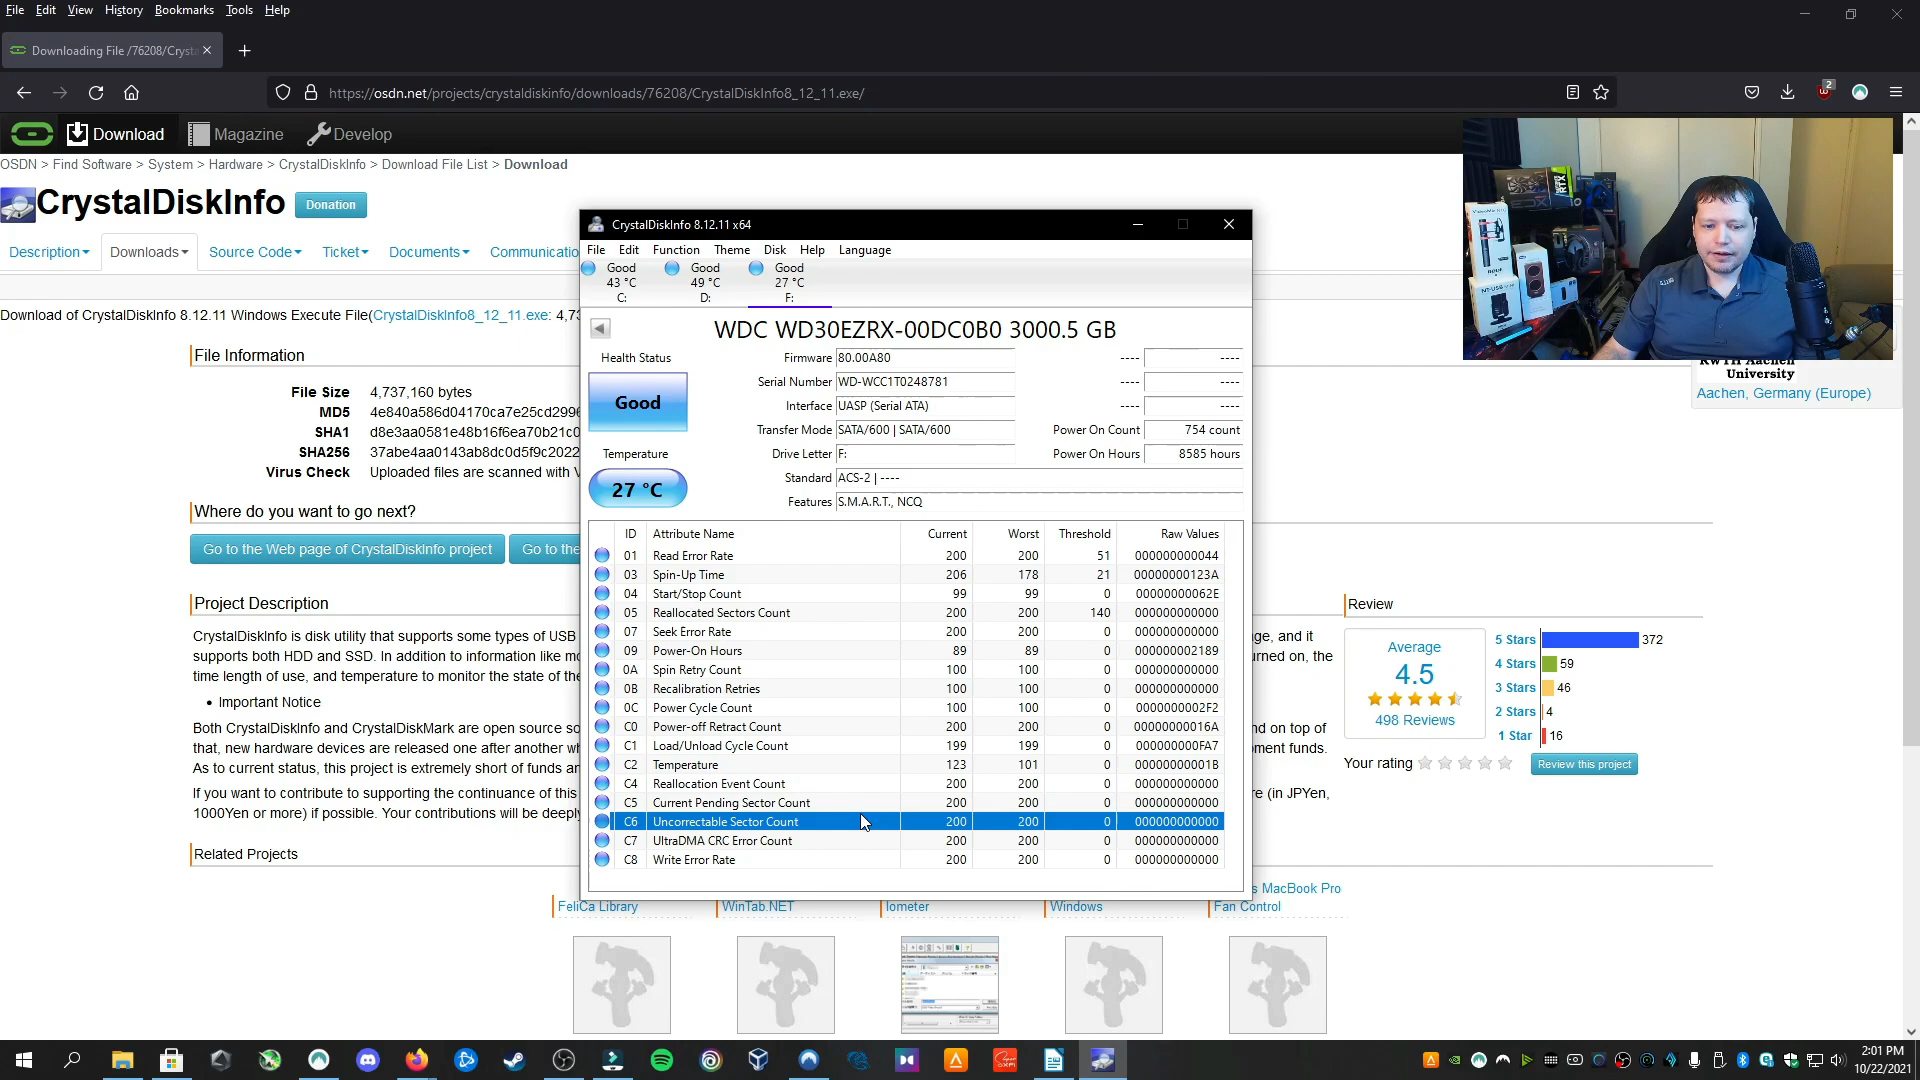 File Edit View History Bookmarks Tools Help
Downloading File /76208/Crysta
https://osdn.net/projects/crystaldiskinfo/downloads/76208/CrystalDiskInfo8_12_11.exe/
2
Download Magazine Develop
OSDN > Find Software > System > Hardware > CrystalDiskInfo > Download File List > Download
CrystalDiskInfo Donation
Description Downloads Source Code Ticket Documents Communicatio
Download of CrystalDiskInfo 8.12.11 Windows Execute File(CrystalDiskInfo8_12_11.exe: 4,73
File Information
File Size 4,737,160 bytes
MD5 4e840a586d04170ca7e25cd2996
SHA1 d8e3aa0581e48b16f6ea70b21c0
SHA256 37abe4aa0143ab8dc0d5f9c2022
Virus Check Uploaded files are scanned with V
Where do you want to go next?
Go to the Web page of CrystalDiskInfo project Go to the
Project Description
CrystalDiskInfo is disk utility that supports some types of USB
supports both HDD and SSD. In addition to information like mo
time length of use, and temperature to monitor the state of the
• Important Notice
Both CrystalDiskInfo and CrystalDiskMark are open source so
that, new hardware devices are released one after another wh
As to current status, this project is extremely short of funds an
If you want to contribute to supporting the continuance of this
1000Yen or more) if possible. Your contributions will be deeply
Related Projects
CrystalDiskInfo 8.12.11 x64
File Edit Function Theme Disk Help Language
Good Good Good
43 °C 49 °C 27 °C
C: D: F:
WDC WD30EZRX-00DC0B0 3000.5 GB
Health Status
Good
Temperature
27 °C
Firmware 80.00A80 ---- ----
Serial Number WD-WCC1T0248781 ---- ----
Interface UASP (Serial ATA) ---- ----
Transfer Mode SATA/600 | SATA/600 Power On Count 754 count
Drive Letter F: Power On Hours 8585 hours
Standard ACS-2 | ----
Features S.M.A.R.T., NCQ
ID Attribute Name Current Worst Threshold Raw Values
01 Read Error Rate 200 200 51 000000000044
03 Spin-Up Time 206 178 21 00000000123A
04 Start/Stop Count 99 99 0 00000000062E
05 Reallocated Sectors Count 200 200 140 000000000000
07 Seek Error Rate 200 200 0 000000000000
09 Power-On Hours 89 89 0 000000002189
0A Spin Retry Count 100 100 0 000000000000
0B Recalibration Retries 100 100 0 000000000000
0C Power Cycle Count 100 100 0 0000000002F2
C0 Power-off Retract Count 200 200 0 00000000016A
C1 Load/Unload Cycle Count 199 199 0 000000000FA7
C2 Temperature 123 101 0 00000000001B
C4 Reallocation Event Count 200 200 0 000000000000
C5 Current Pending Sector Count 200 200 0 000000000000
C6 Uncorrectable Sector Count 200 200 0 000000000000
C7 UltraDMA CRC Error Count 200 200 0 000000000000
C8 Write Error Rate 200 200 0 000000000000
RWTH Aachen
University
Aachen, Germany (Europe)
ge, and it
urned on, the
nd on top of
ment funds.
re (in JPYen,
Review
Average
4.5
498 Reviews
5 Stars 372
4 Stars 59
3 Stars 46
2 Stars 4
1 Star 16
Your rating Review this project
s MacBook Pro
FeliCa Library WinTab.NET Iometer Windows Fan Control
2:01 PM
10/22/2021